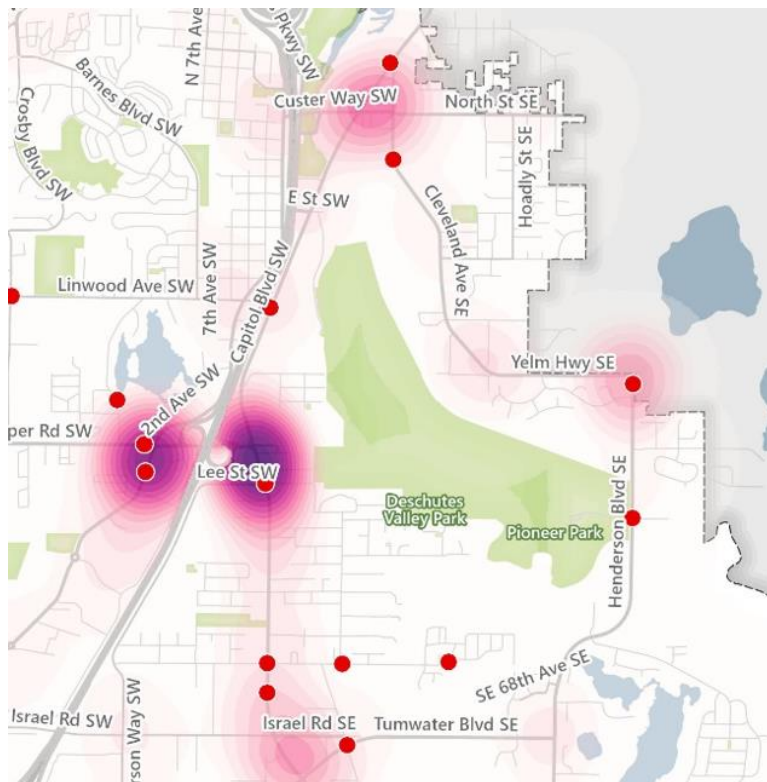 N 7th Ave
Pkwy SW
Barnes Blvd SW
Crosby Blvd SW
Custer Way SW
North St SE
Hoadly St SE
E St SW
Cleveland Ave SE
Linwood Ave SW
7th Ave SW
Capitol Blvd SW
Yelm Hwy SE
2nd Ave SW
per Rd SW
Lee St SW
Deschutes
Valley Park
Pioneer Park
Henderson Blvd SE
SE 68th Ave SE
Israel Rd SW
rson Way SW
Israel Rd SE
Tumwater Blvd SE